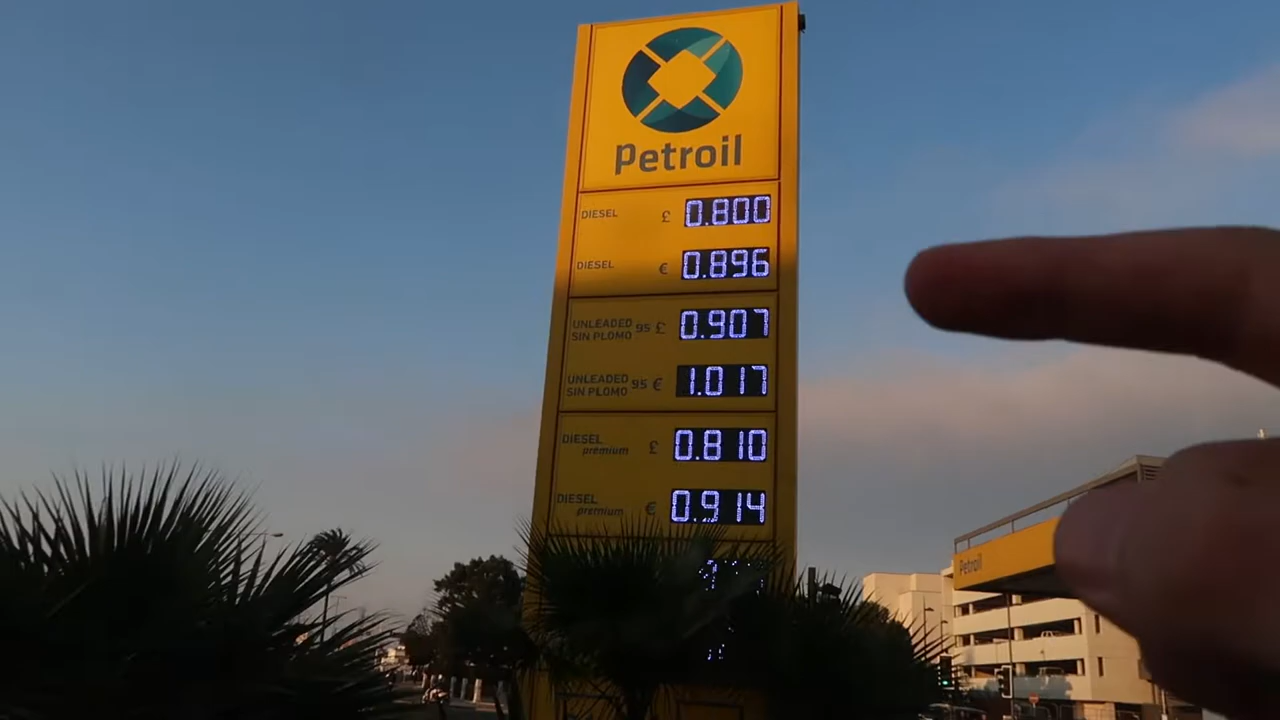 Petroil
DIESEL £ 0.800
DIESEL € 0.896
UNLEADED
SIN PLOMO 95 £ 0.907
UNLEADED
SIN PLOMO 95 € 1.017
DIESEL
premium £ 0.810
DIESEL
premium € 0.914
Petroil